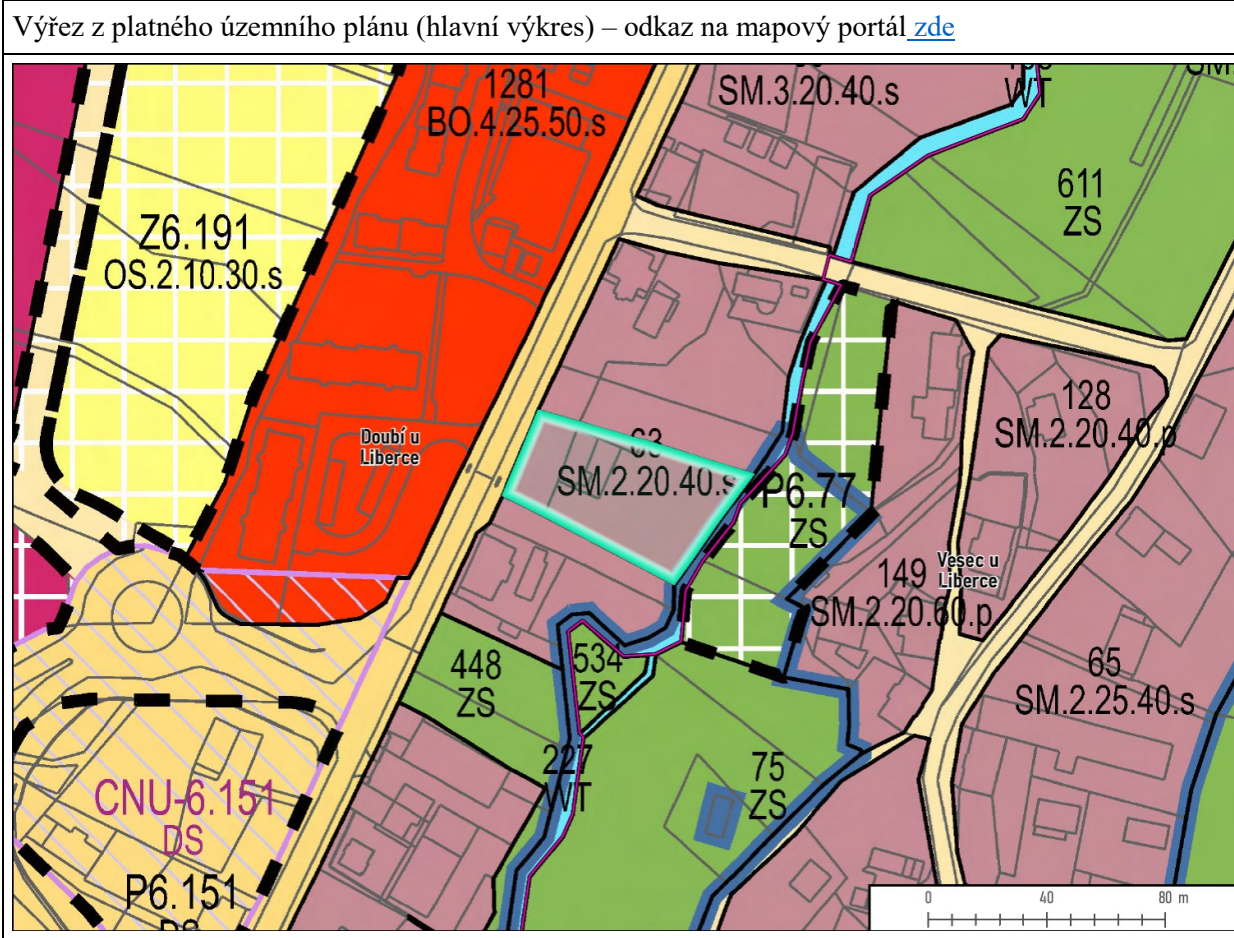 Výřez z platného územního plánu (hlavní výkres) – odkaz na mapový portál zde
1281
BO.4.25.50.s
SM.3.20.40.s
WT
611
ZS
Z6.191
OS.2.10.30.s
128
SM.2.20.40.p
Doubí u
Liberce
63
SM.2.20.40.s
P6.77
ZS
149
SM.2.20.60.p
Vesec u
Liberce
448
ZS
534
ZS
65
SM.2.25.40.s
227
WT
75
ZS
CNU-6.151
DS
P6.151
DS
0 40 80 m